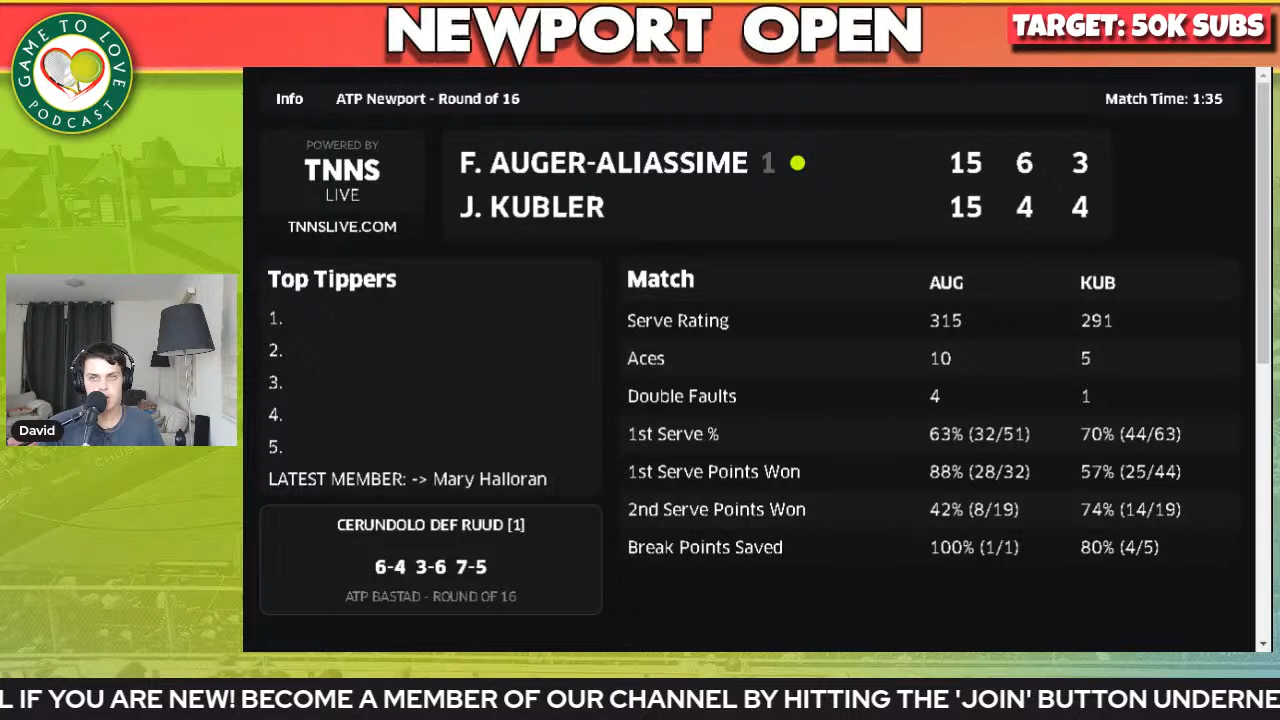 GAME TO LOVE
PODCAST
NEWPORT OPEN
TARGET: 50K SUBS
Info ATP Newport - Round of 16 Match Time: 1:35
POWERED BY
TNNS
LIVE
TNNSLIVE.COM
F. AUGER-ALIASSIME 1 15 6 3
J. KUBLER 15 4 4
Top Tippers
1.
2.
3.
4.
5.
LATEST MEMBER: -> Mary Halloran
CERUNDOLO DEF RUUD [1]
6-4 3-6 7-5
ATP BASTAD - ROUND OF 16
Match AUG KUB
Serve Rating 315 291
Aces 10 5
Double Faults 4 1
1st Serve % 63% (32/51) 70% (44/63)
1st Serve Points Won 88% (28/32) 57% (25/44)
2nd Serve Points Won 42% (8/19) 74% (14/19)
Break Points Saved 100% (1/1) 80% (4/5)
David
L IF YOU ARE NEW! BECOME A MEMBER OF OUR CHANNEL BY HITTING THE 'JOIN' BUTTON UNDERNE